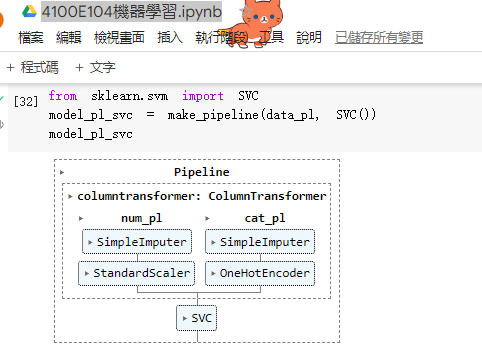 4100E104機器學習.ipynb
檔案 編輯 檢視畫面 插入 執行階段 工具 說明 已儲存所有變更
+ 程式碼 + 文字
[32] from sklearn.svm import SVC
model_pl_svc = make_pipeline(data_pl, SVC())
model_pl_svc
Pipeline
columntransformer: ColumnTransformer
num_pl cat_pl
SimpleImputer SimpleImputer
StandardScaler OneHotEncoder
SVC